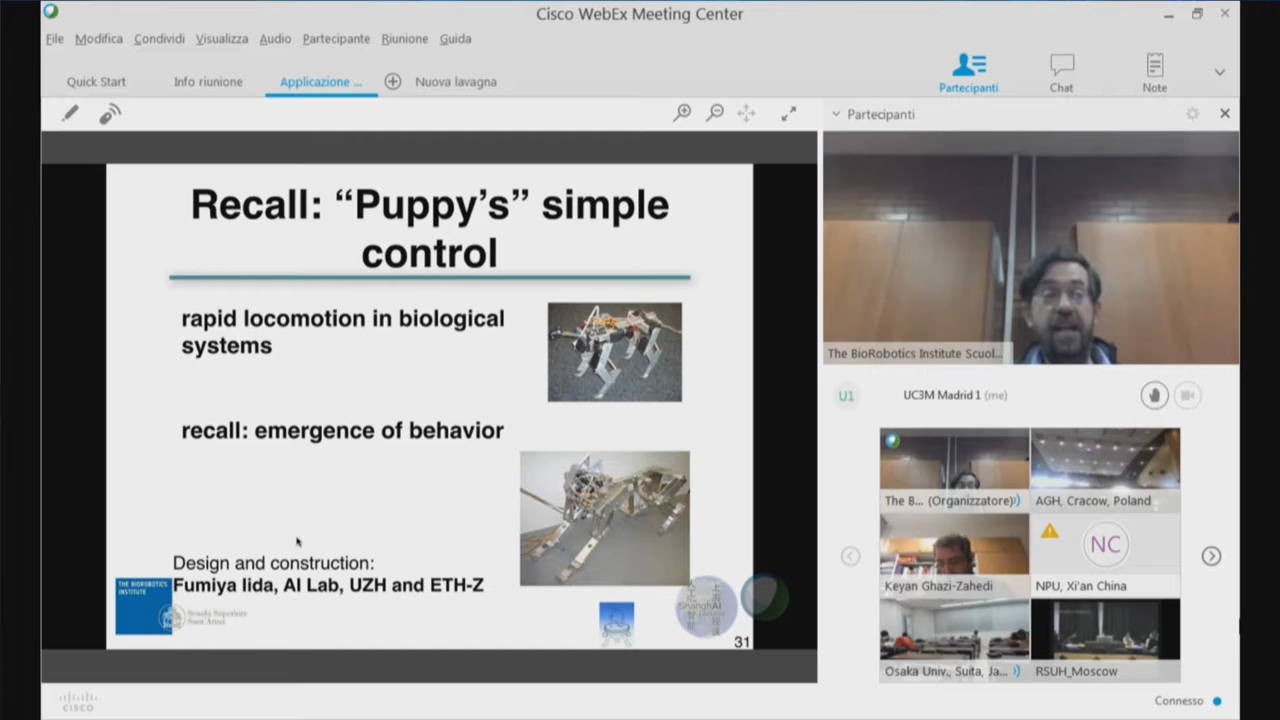 Cisco WebEx Meeting Center
File Modifica Condividi Visualizza Audio Partecipante Riunione Guida
Quick Start Info riunione Applicazione ... Nuova lavagna
Partecipanti Chat Note
Partecipanti
Recall: “Puppy’s” simple
control
rapid locomotion in biological
systems
recall: emergence of behavior
Design and construction:
Fumiya Iida, AI Lab, UZH and ETH-Z
THE BIOROBOTICS
INSTITUTE
Scuola Superiore
Sant'Anna
ShanghAI
Lectures
31
The BioRobotics Institute Scuol...
U1 UC3M Madrid 1 (me)
The B... (Organizzatore)
AGH, Cracow, Poland
Keyan Ghazi-Zahedi
NC
NPU, Xi'an China
Osaka Univ., Suita, Ja...
RSUH_Moscow
cisco
Connesso